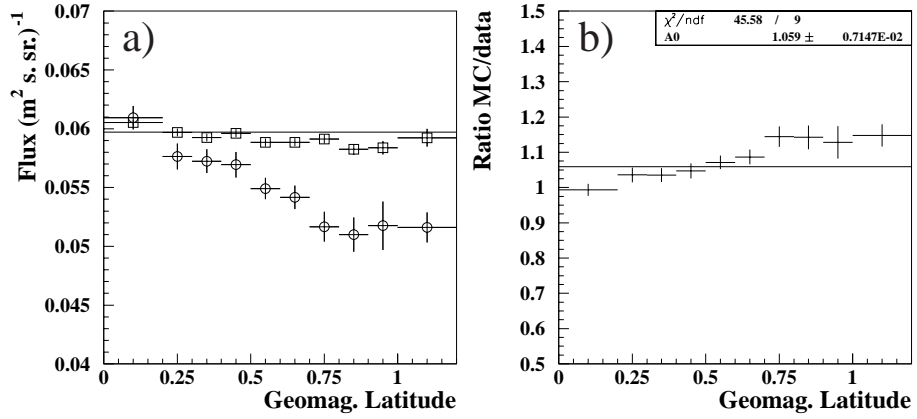 a)
Flux (m² s. sr.)⁻¹
0.07
0.065
0.06
0.055
0.05
0.045
0.04
0 0.25 0.5 0.75 1
Geomag. Latitude
b)
Ratio MC/data
χ²/ndf 45.58 / 9
A0 1.059 ± 0.7147E-02
1.5
1.4
1.3
1.2
1.1
1
0.9
0.8
0.7
0.6
0.5
0 0.25 0.5 0.75 1
Geomag. Latitude